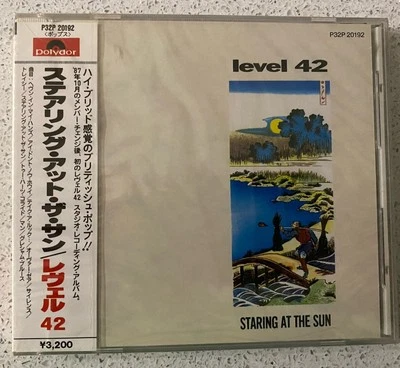 P32P 20192
〈ポップス〉
Polydor
ハイ・ブリッド感覚のブリティッシュ・ポップ!!
'87年10月のメンバー・チェンジ後、初のレヴェル42 スタジオ・レコーディング・アルバム。
ステアリング・アット・ザ・サン/レヴェル42
¥3,200
P32P 20192
level 42
STARING AT THE SUN